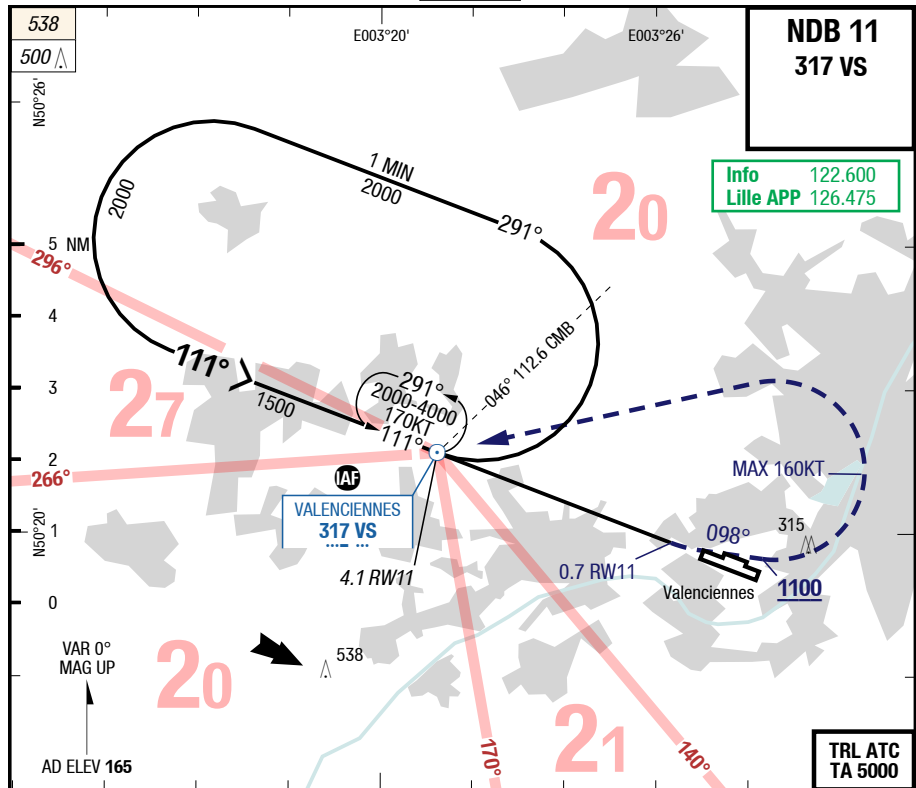 538
500
E003°20'
E003°26'
NDB 11
317 VS
N50°26'
Info 122.600
Lille APP 126.475
1 MIN
2000
2000
291°
20
5 NM
296°
4
111°
046° 112.6 CMB
3
27
1500
291°
2000-4000
170KT
111°
2
266°
IAF
MAX 160KT
VALENCIENNES
317 VS
N50°20'
1
098°
315
4.1 RW11
0.7 RW11
Valenciennes
1100
0
VAR 0°
MAG UP
20
538
21
170°
140°
AD ELEV 165
TRL ATC
TA 5000